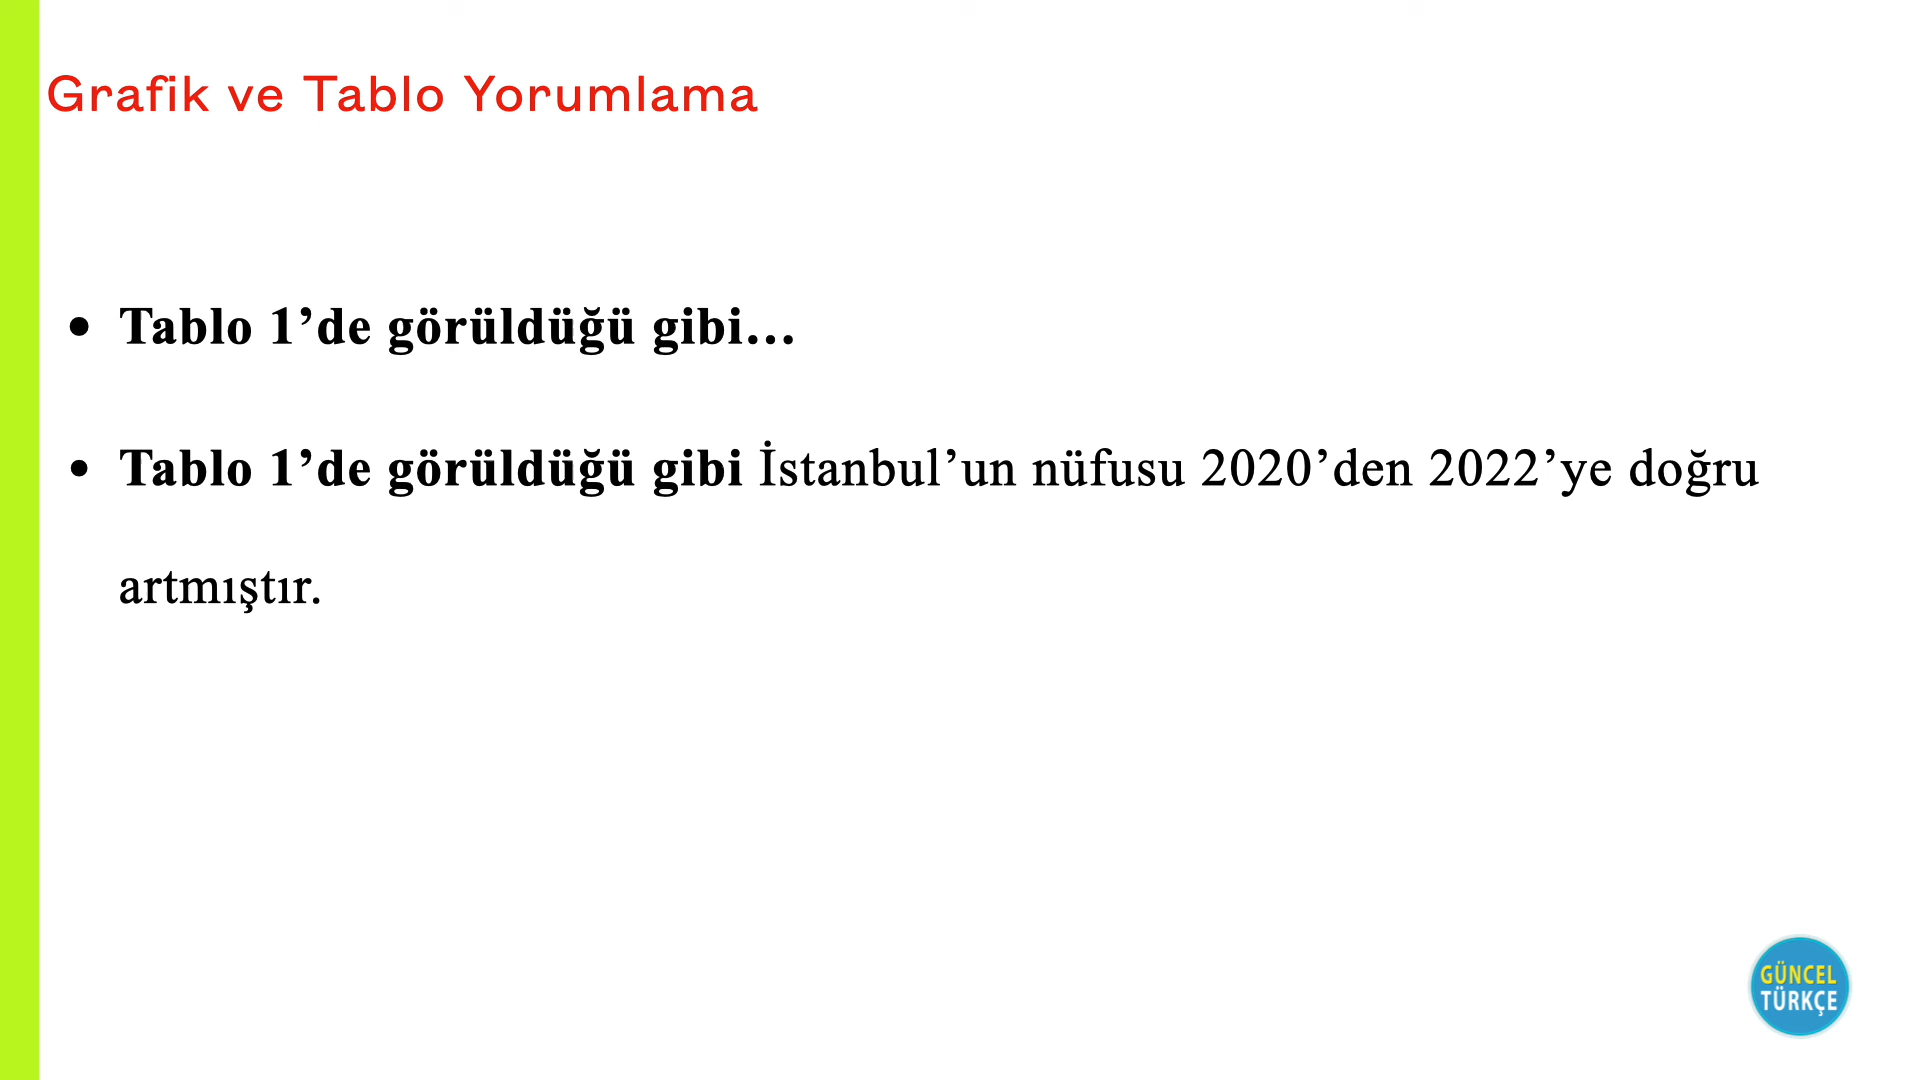 Grafik ve Tablo Yorumlama
• Tablo 1’de görüldüğü gibi…
• Tablo 1’de görüldüğü gibi İstanbul’un nüfusu 2020’den 2022’ye doğru
artmıştır.
GÜNCEL
TÜRKÇE